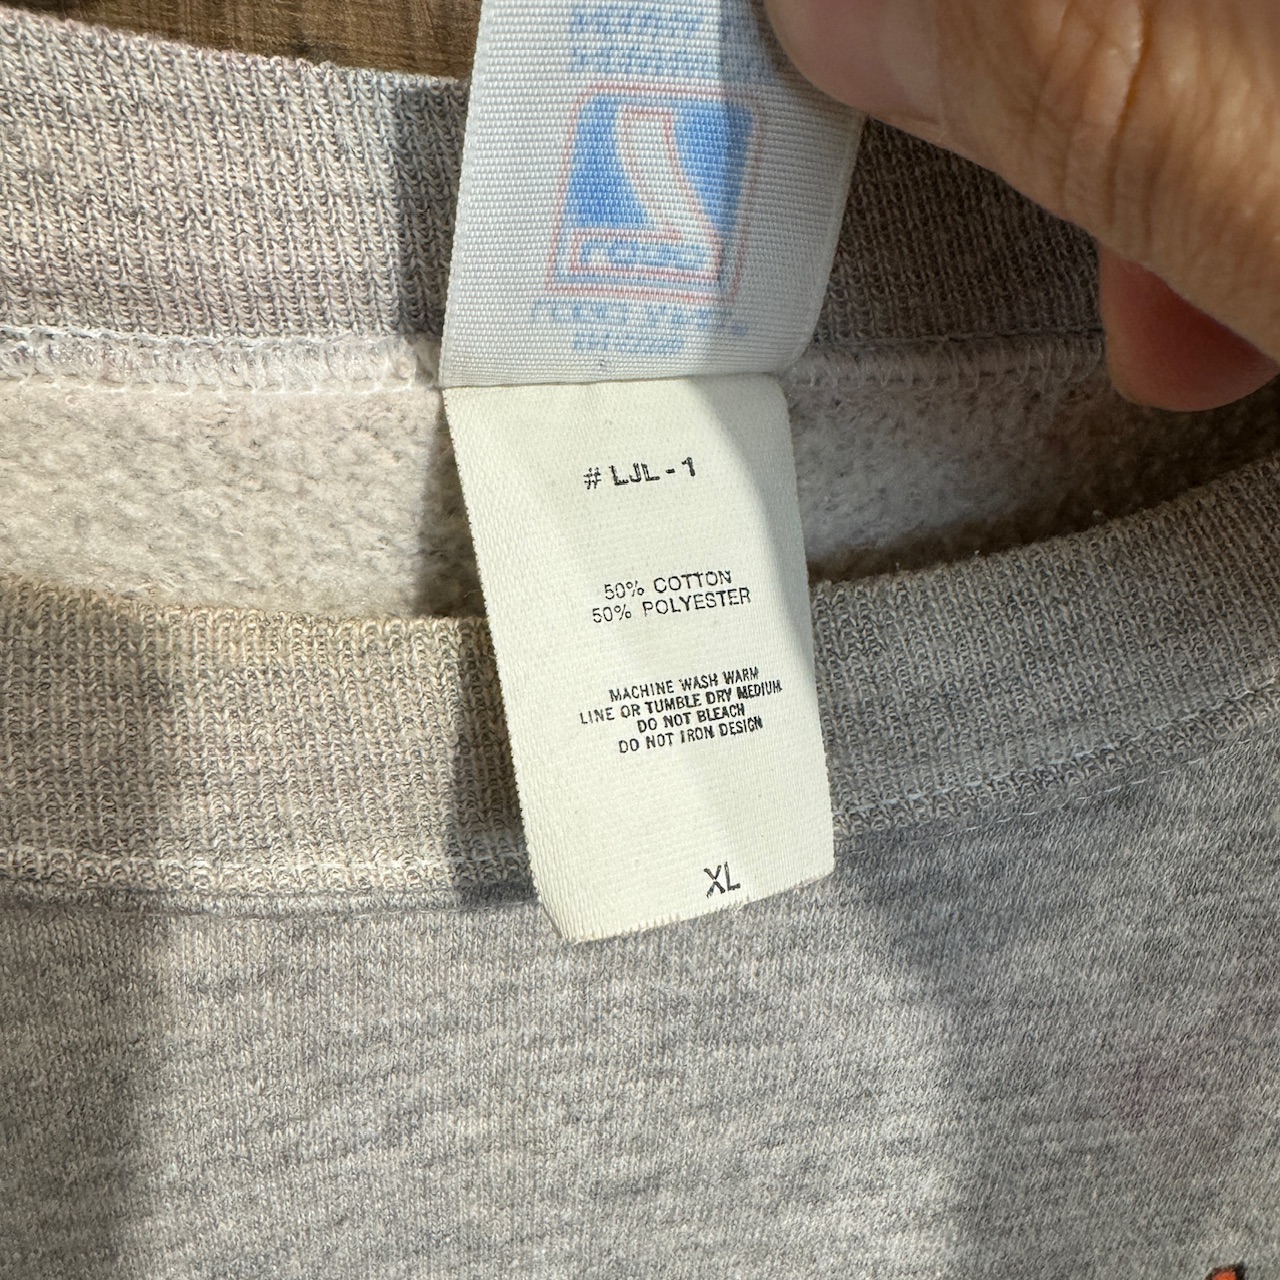 # LJL - 1
50% COTTON
50% POLYESTER
MACHINE WASH WARM
LINE OR TUMBLE DRY MEDIUM
DO NOT BLEACH
DO NOT IRON DESIGN
XL